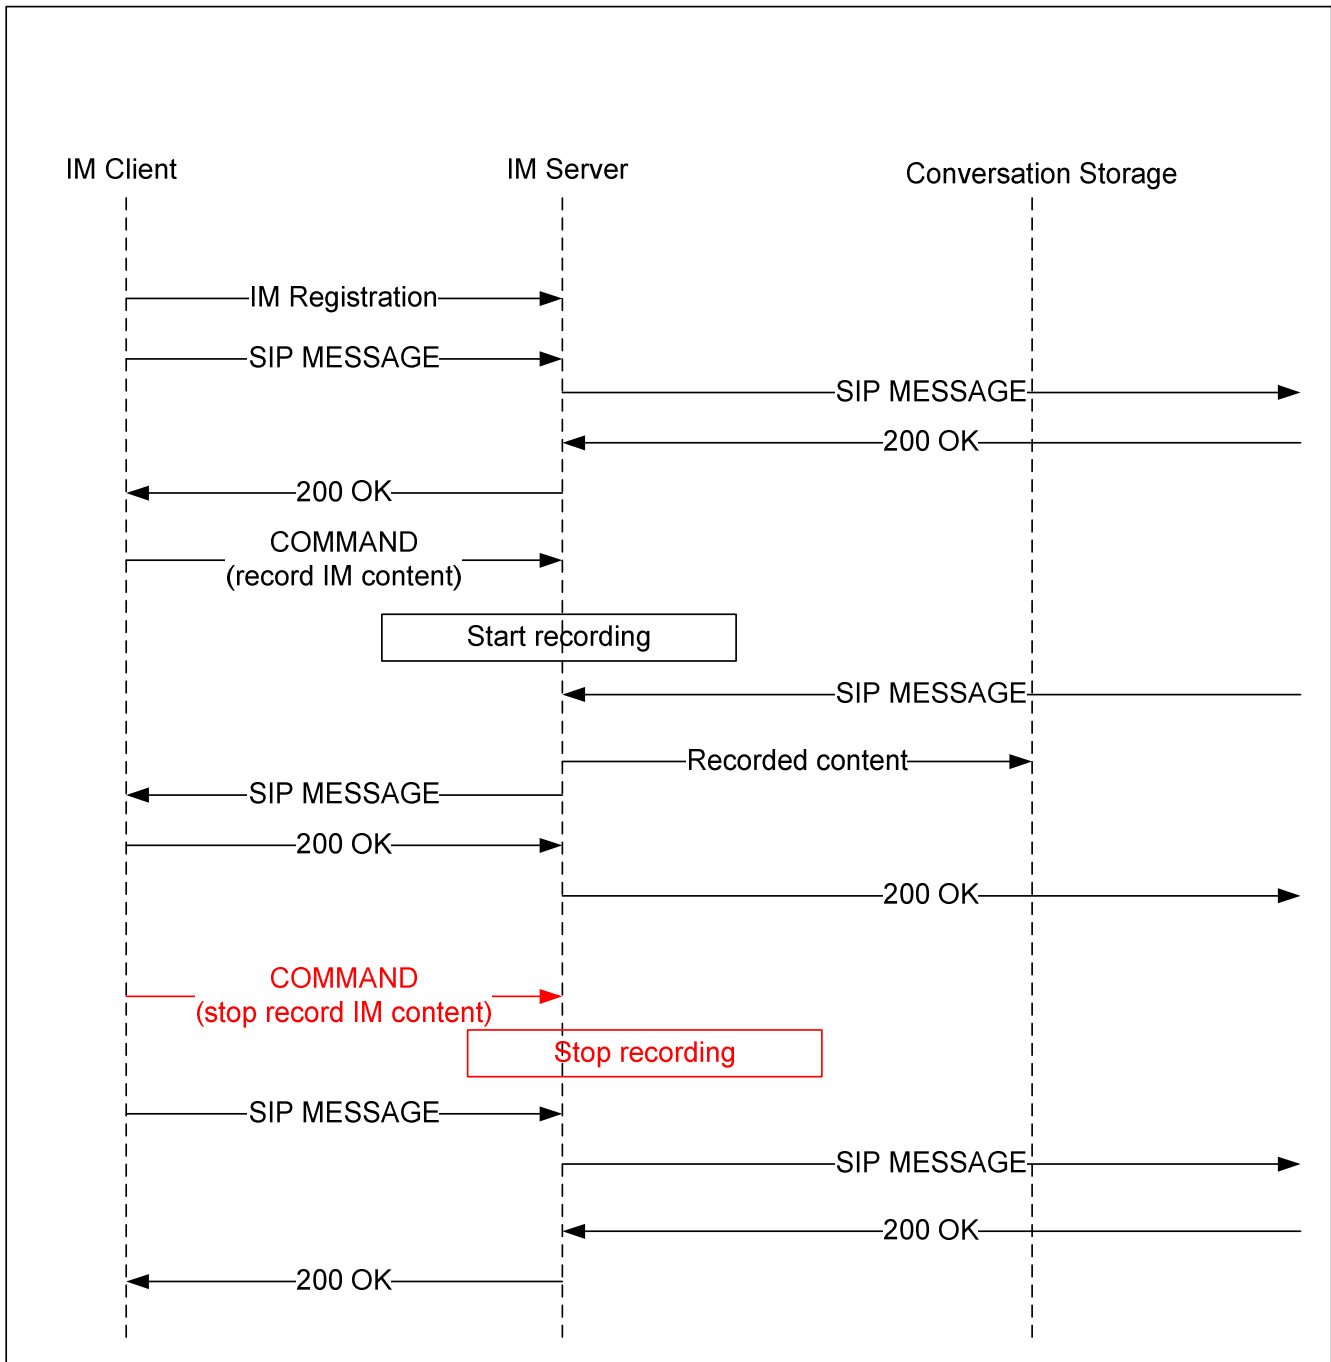 IM Client
IM Server
Conversation Storage
IM Registration
SIP MESSAGE
SIP MESSAGE
200 OK
200 OK
COMMAND
(record IM content)
Start recording
SIP MESSAGE
Recorded content
SIP MESSAGE
200 OK
200 OK
COMMAND
(stop record IM content)
Stop recording
SIP MESSAGE
SIP MESSAGE
200 OK
200 OK